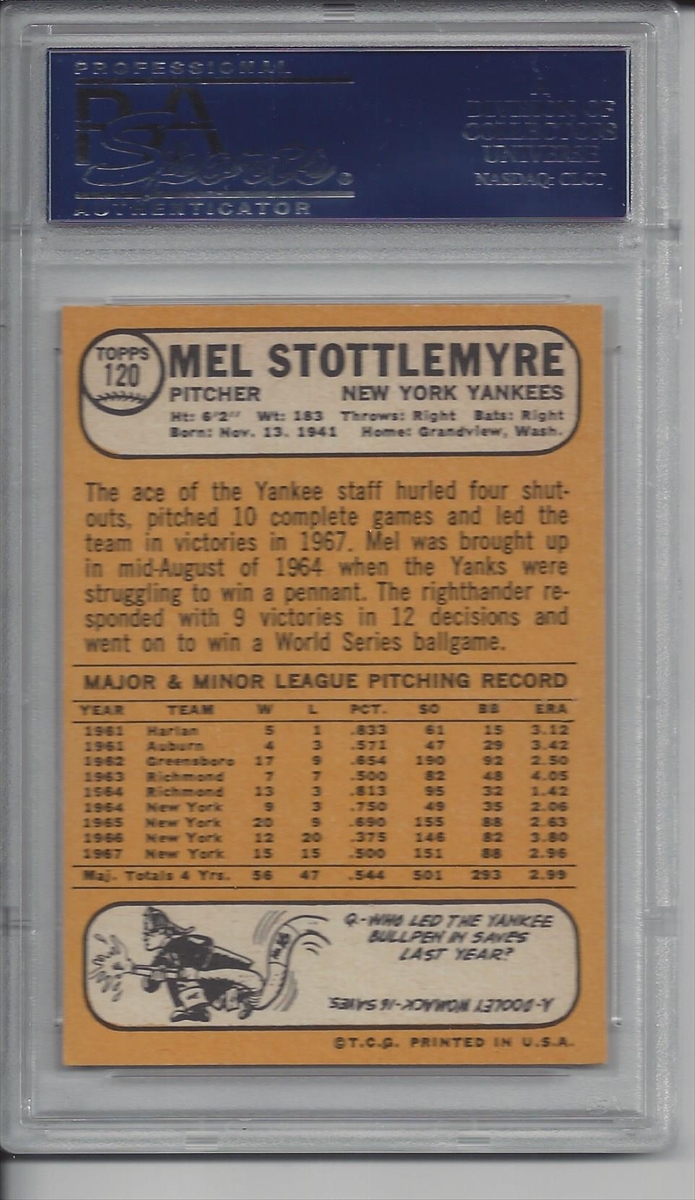 PROFESSIONAL
PSA
Sports
AUTHENTICATOR
A
DIVISION OF
COLLECTORS
UNIVERSE
NASDAQ: CLCT
TOPPS
120
MEL STOTTLEMYRE
PITCHER NEW YORK YANKEES
Ht: 6'2" Wt: 183 Throws: Right Bats: Right
Born: Nov. 13, 1941 Home: Grandview, Wash.
The ace of the Yankee staff hurled four shut-
outs, pitched 10 complete games and led the
team in victories in 1967. Mel was brought up
in mid-August of 1964 when the Yanks were
struggling to win a pennant. The righthander re-
sponded with 9 victories in 12 decisions and
went on to win a World Series ballgame.
MAJOR & MINOR LEAGUE PITCHING RECORD
YEAR TEAM W L PCT. SO BB ERA
1961 Harlan 5 1 .833 61 15 3.12
1961 Auburn 4 3 .571 47 29 3.42
1962 Greensboro 17 9 .654 190 92 2.50
1963 Richmond 7 7 .500 82 48 4.05
1964 Richmond 13 3 .813 95 32 1.42
1964 New York 9 3 .750 49 35 2.06
1965 New York 20 9 .690 155 88 2.63
1966 New York 12 20 .375 146 82 3.80
1967 New York 15 15 .500 151 88 2.96
Maj. Totals 4 Yrs. 56 47 .544 501 293 2.99
Q.-WHO LED THE YANKEE
BULLPEN IN SAVES
LAST YEAR?
A-DOOLEY WOMACK-16 SAVES.
©T.C.G. PRINTED IN U.S.A.